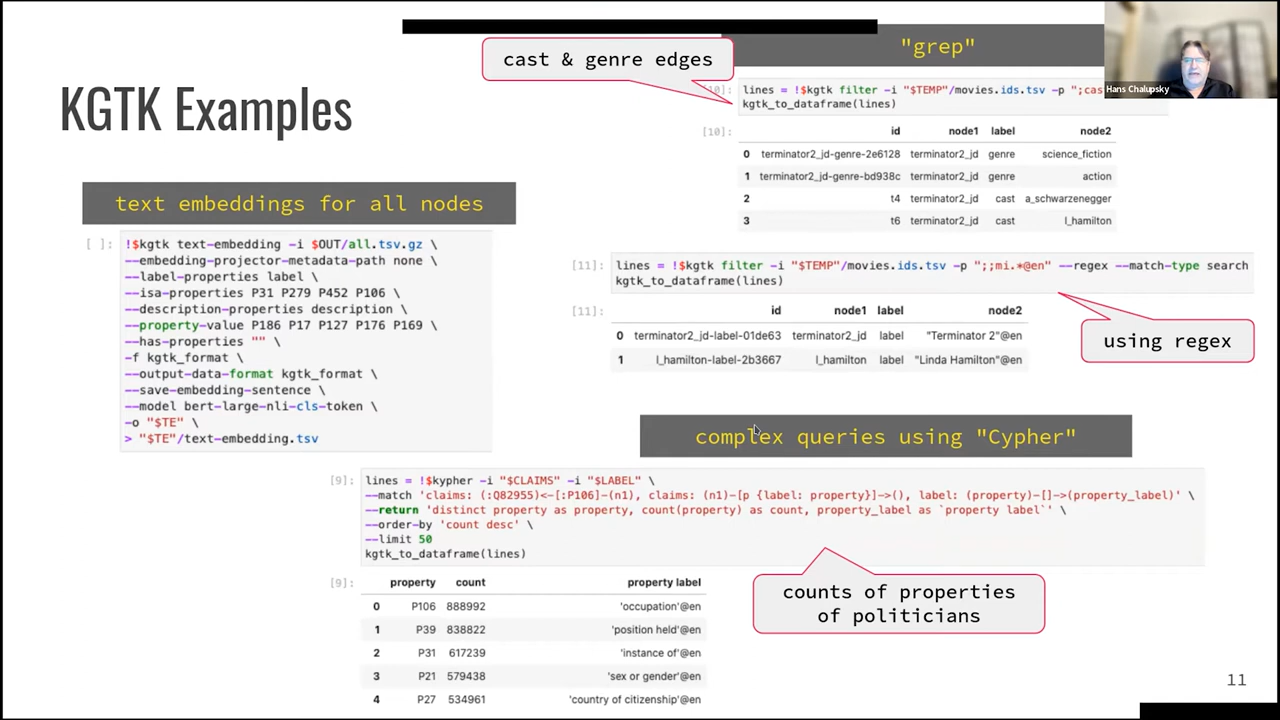 KGTK Examples
text embeddings for all nodes
[ ]: !$kgtk text-embedding -i $OUT/all.tsv.gz \
--embedding-projector-metadata-path none \
--label-properties label \
--isa-properties P31 P279 P452 P106 \
--description-properties description \
--property-value P186 P17 P127 P176 P169 \
--has-properties "" \
-f kgtk_format \
--output-data-format kgtk_format \
--save-embedding-sentence \
--model bert-large-nli-cls-token \
-o "$TE" \
> "$TE"/text-embedding.tsv
"grep"
cast & genre edges
Hans Chalupsky
[10]: lines = !$kgtk filter -i "$TEMP"/movies.ids.tsv -p ";cas
kgtk_to_dataframe(lines)
[10]: id node1 label node2
0 terminator2_jd-genre-2e6128 terminator2_jd genre science_fiction
1 terminator2_jd-genre-bd938c terminator2_jd genre action
2 t4 terminator2_jd cast a_schwarzenegger
3 t6 terminator2_jd cast l_hamilton
[11]: lines = !$kgtk filter -i "$TEMP"/movies.ids.tsv -p ";;mi.*@en" --regex --match-type search
kgtk_to_dataframe(lines)
[11]: id node1 label node2
0 terminator2_jd-label-01de63 terminator2_jd label "Terminator 2"@en
1 l_hamilton-label-2b3667 l_hamilton label "Linda Hamilton"@en
using regex
complex queries using "Cypher"
[9]: lines = !$kypher -i "$CLAIMS" -i "$LABEL" \
--match 'claims: (:Q82955)<-[:P106]-(n1), claims: (n1)-[p {label: property}]->(), label: (property)-[]->(property_label)' \
--return 'distinct property as property, count(property) as count, property_label as `property label`' \
--order-by 'count desc' \
--limit 50
kgtk_to_dataframe(lines)
[9]: property count property label
0 P106 888992 'occupation'@en
1 P39 838822 'position held'@en
2 P31 617239 'instance of'@en
3 P21 579438 'sex or gender'@en
4 P27 534961 'country of citizenship'@en
counts of properties
of politicians
11